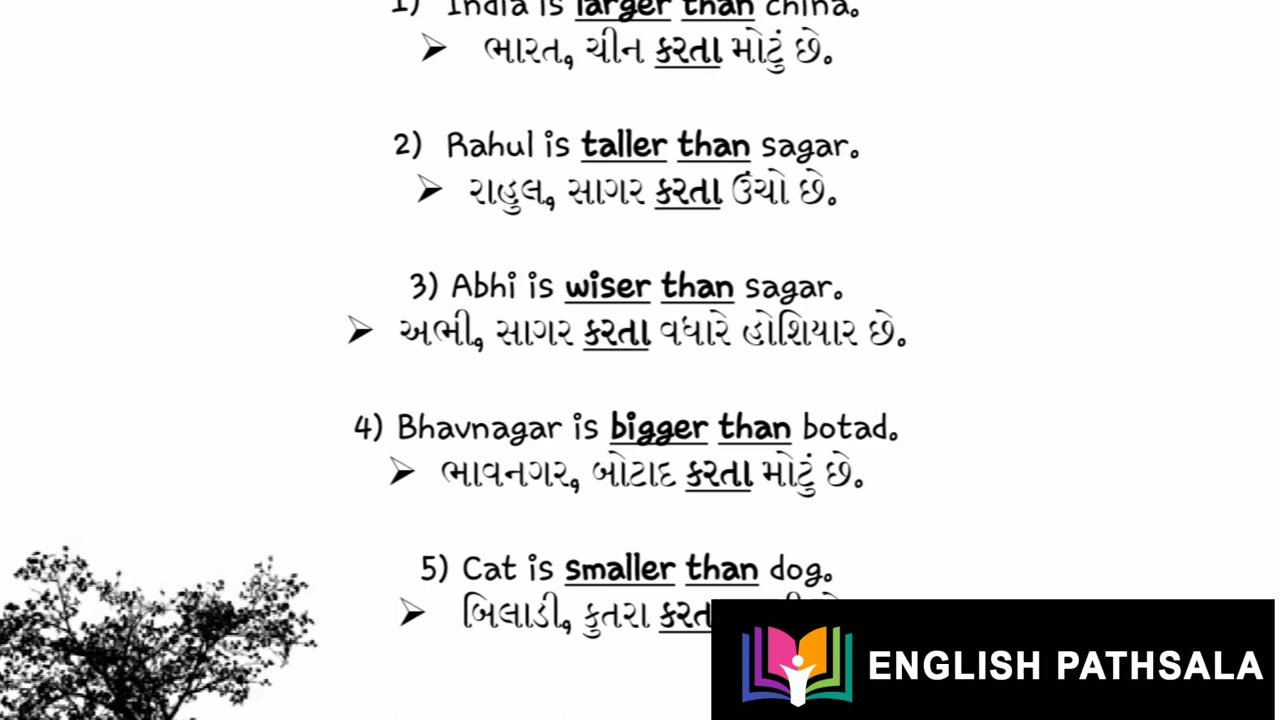 1) India is larger than china.
➢ ભારત, ચીન કરતા મોટું છે.
2) Rahul is taller than sagar.
➢ રાહુલ, સાગર કરતા ઉંચો છે.
3) Abhi is wiser than sagar.
➢ અભી, સાગર કરતા વધારે હોશિયાર છે.
4) Bhavnagar is bigger than botad.
➢ ભાવનગર, બોટાદ કરતા મોટું છે.
5) Cat is smaller than dog.
➢ બિલાડી, કુતરા
ENGLISH PATHSALA